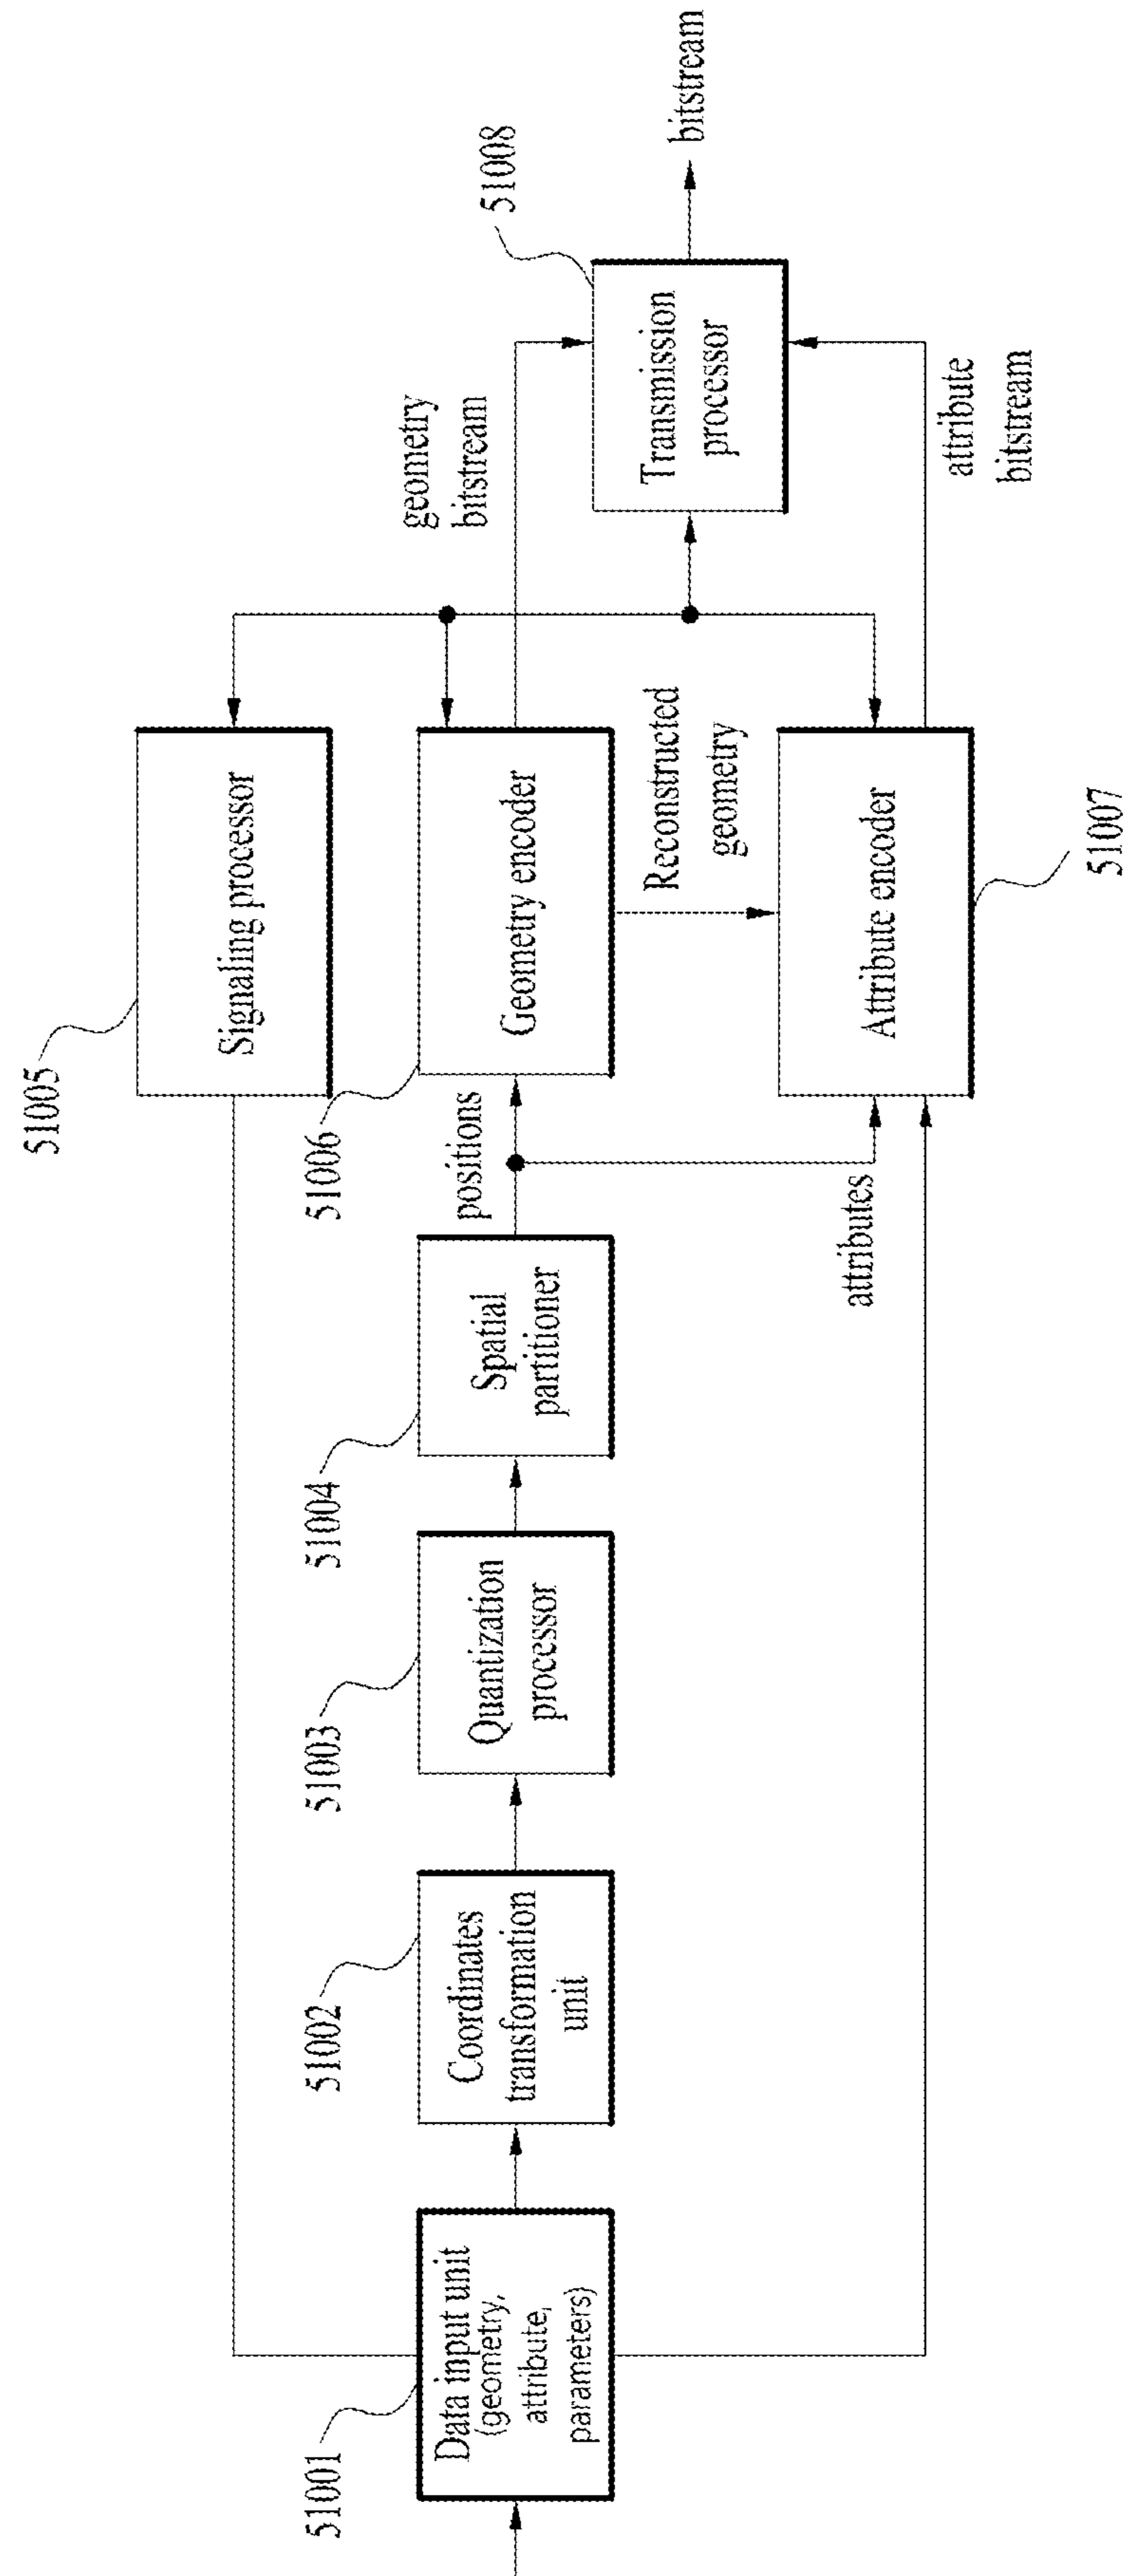 51001
Data input unit
(geometry,
attribute,
parameters)
51002
Coordinates
transformation
unit
51003
Quantization
processor
51004
Spatial
partitioner
positions
attributes
51005
Signaling processor
51006
Geometry encoder
Reconstructed
geometry
Attribute encoder
51007
geometry
bitstream
51008
Transmission
processor
attribute
bitstream
bitstream